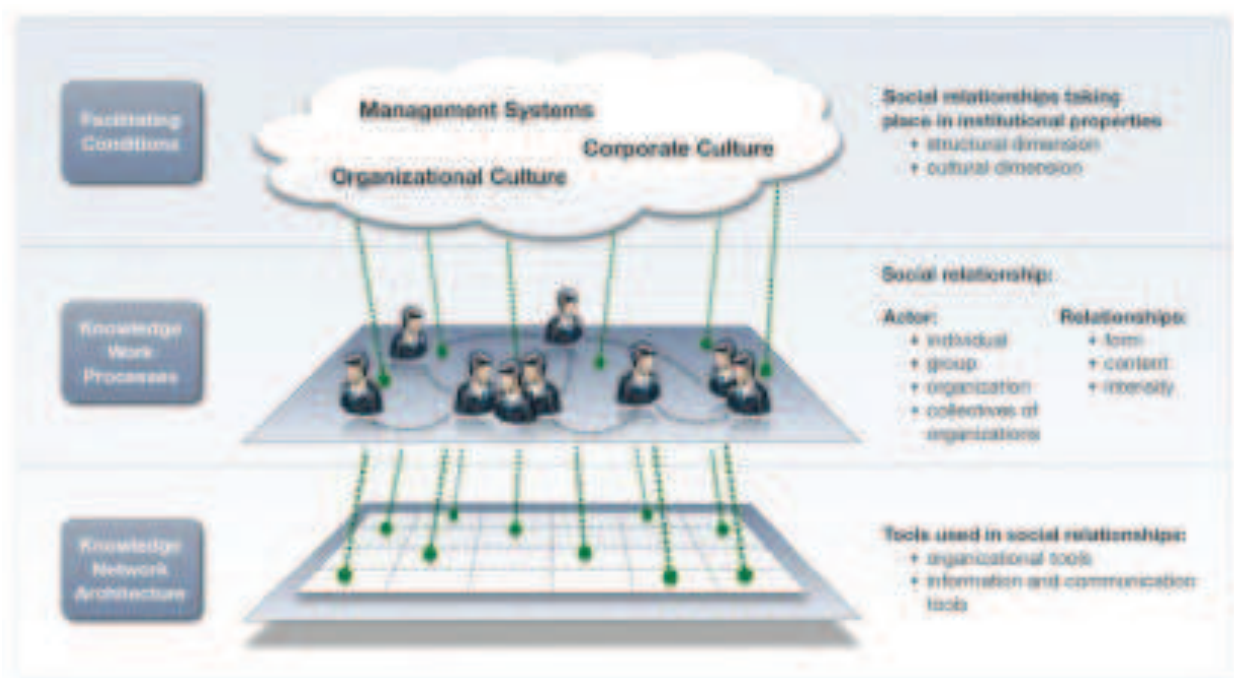 Facilitating
Conditions
Management Systems
Corporate Culture
Organizational Culture
Social relationships taking
place in institutional properties
+ structural dimension
+ cultural dimension
Knowledge
Work
Processes
Social relationship:
Actor:
+ individual
+ group
+ organization
+ collectives of
organizations
Relationships:
+ form
+ content
+ intensity
Knowledge
Network
Architecture
Tools used in social relationships:
+ organizational tools
+ information and communication
tools